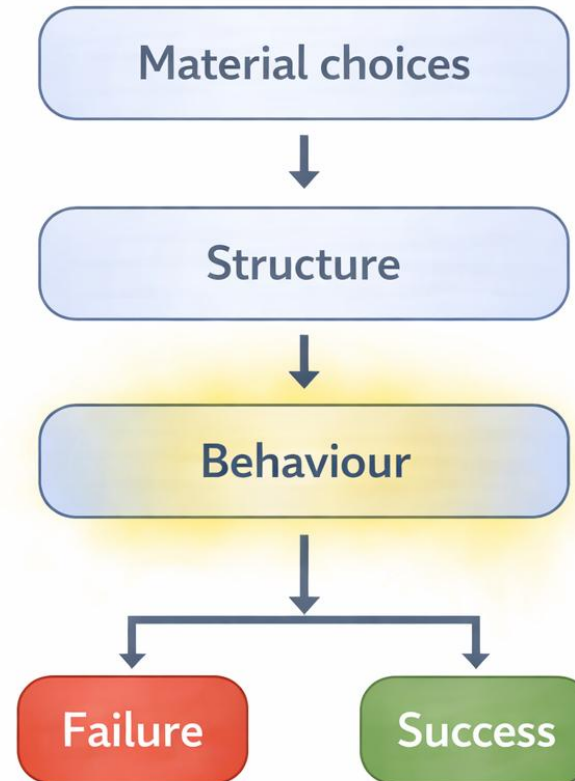 Material choices
Structure
Behaviour
Failure
Success